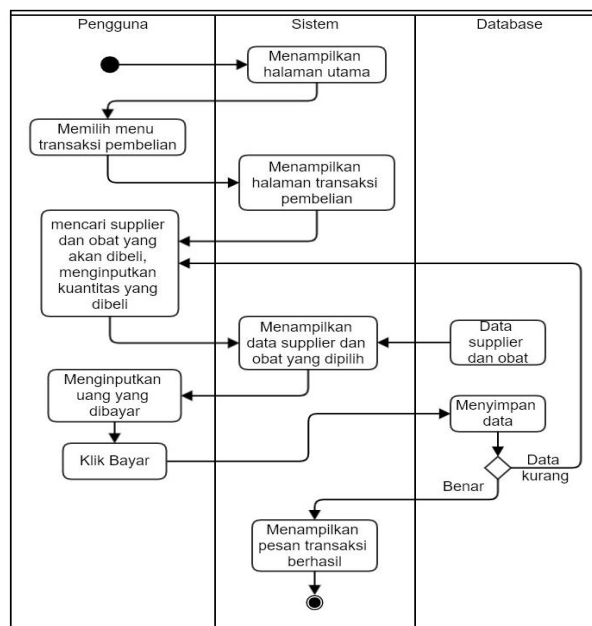 Pengguna
Sistem
Database
Menampilkan
halaman utama
Memilih menu
transaksi pembelian
Menampilkan
halaman transaksi
pembelian
mencari supplier
dan obat yang
akan dibeli,
menginputkan
kuantitas yang
dibeli
Menampilkan
data supplier dan
obat yang dipilih
Data
supplier
dan obat
Menginputkan
uang yang
dibayar
Menyimpan
data
Klik Bayar
Data
kurang
Benar
Menampilkan
pesan transaksi
berhasil